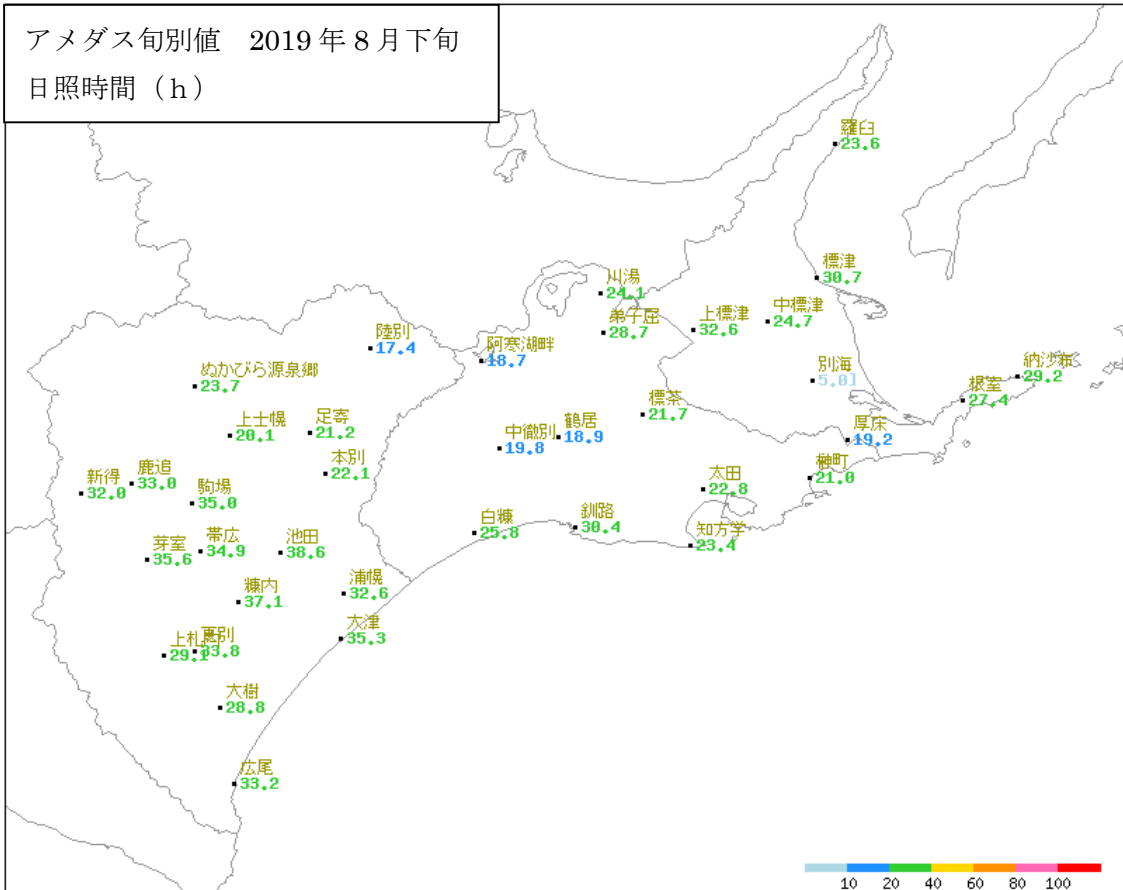 アメダス旬別値　2019年8月下旬
日照時間（ｈ）
羅臼
23.6
標津
30.7
川湯
24.1
中標津
24.7
上標津
32.6
弟子屈
28.7
陸別
17.4
阿寒湖畔
18.7
別海
5.0]
納沙布
29.2
ぬかびら源泉郷
23.7
根室
27.4
標茶
21.7
上士幌
20.1
足寄
21.2
鶴居
18.9
厚床
19.2
中徹別
19.8
本別
22.1
新得
32.0
鹿追
33.0
駒場
35.0
太田
22.8
榊町
21.0
白糠
25.8
釧路
30.4
知方学
23.4
芽室
35.6
帯広
34.9
池田
38.6
糠内
37.1
浦幌
32.6
大津
35.3
上札
29.1
更別
33.8
大樹
28.8
広尾
33.2
10 20 40 60 80 100